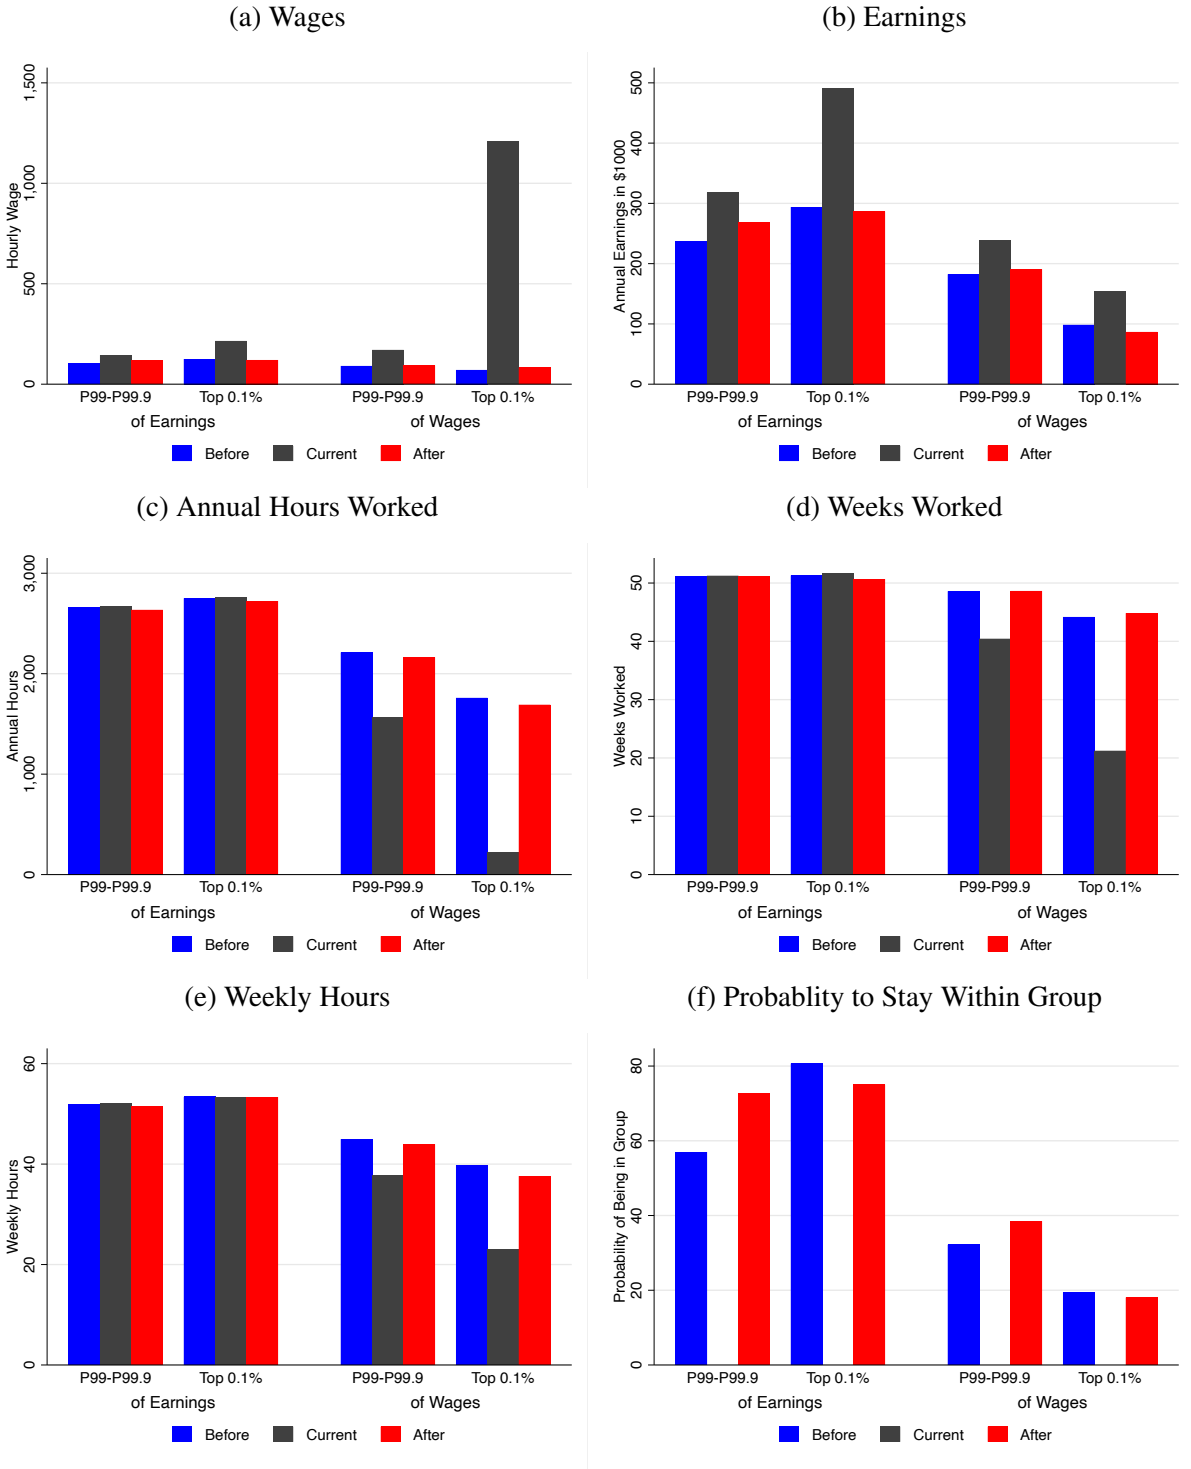 (a) Wages
Hourly Wage
1,500
1,000
500
0
P99-P99.9 Top 0.1% P99-P99.9 Top 0.1%
of Earnings of Wages
Before Current After
(b) Earnings
Annual Earnings in $1000
500
400
300
200
100
0
P99-P99.9 Top 0.1% P99-P99.9 Top 0.1%
of Earnings of Wages
Before Current After
(c) Annual Hours Worked
Annual Hours
3,000
2,000
1,000
0
P99-P99.9 Top 0.1% P99-P99.9 Top 0.1%
of Earnings of Wages
Before Current After
(d) Weeks Worked
Weeks Worked
50
40
30
20
10
0
P99-P99.9 Top 0.1% P99-P99.9 Top 0.1%
of Earnings of Wages
Before Current After
(e) Weekly Hours
Weekly Hours
60
40
20
0
P99-P99.9 Top 0.1% P99-P99.9 Top 0.1%
of Earnings of Wages
Before Current After
(f) Probablity to Stay Within Group
Probability of Being in Group
80
60
40
20
0
P99-P99.9 Top 0.1% P99-P99.9 Top 0.1%
of Earnings of Wages
Before Current After